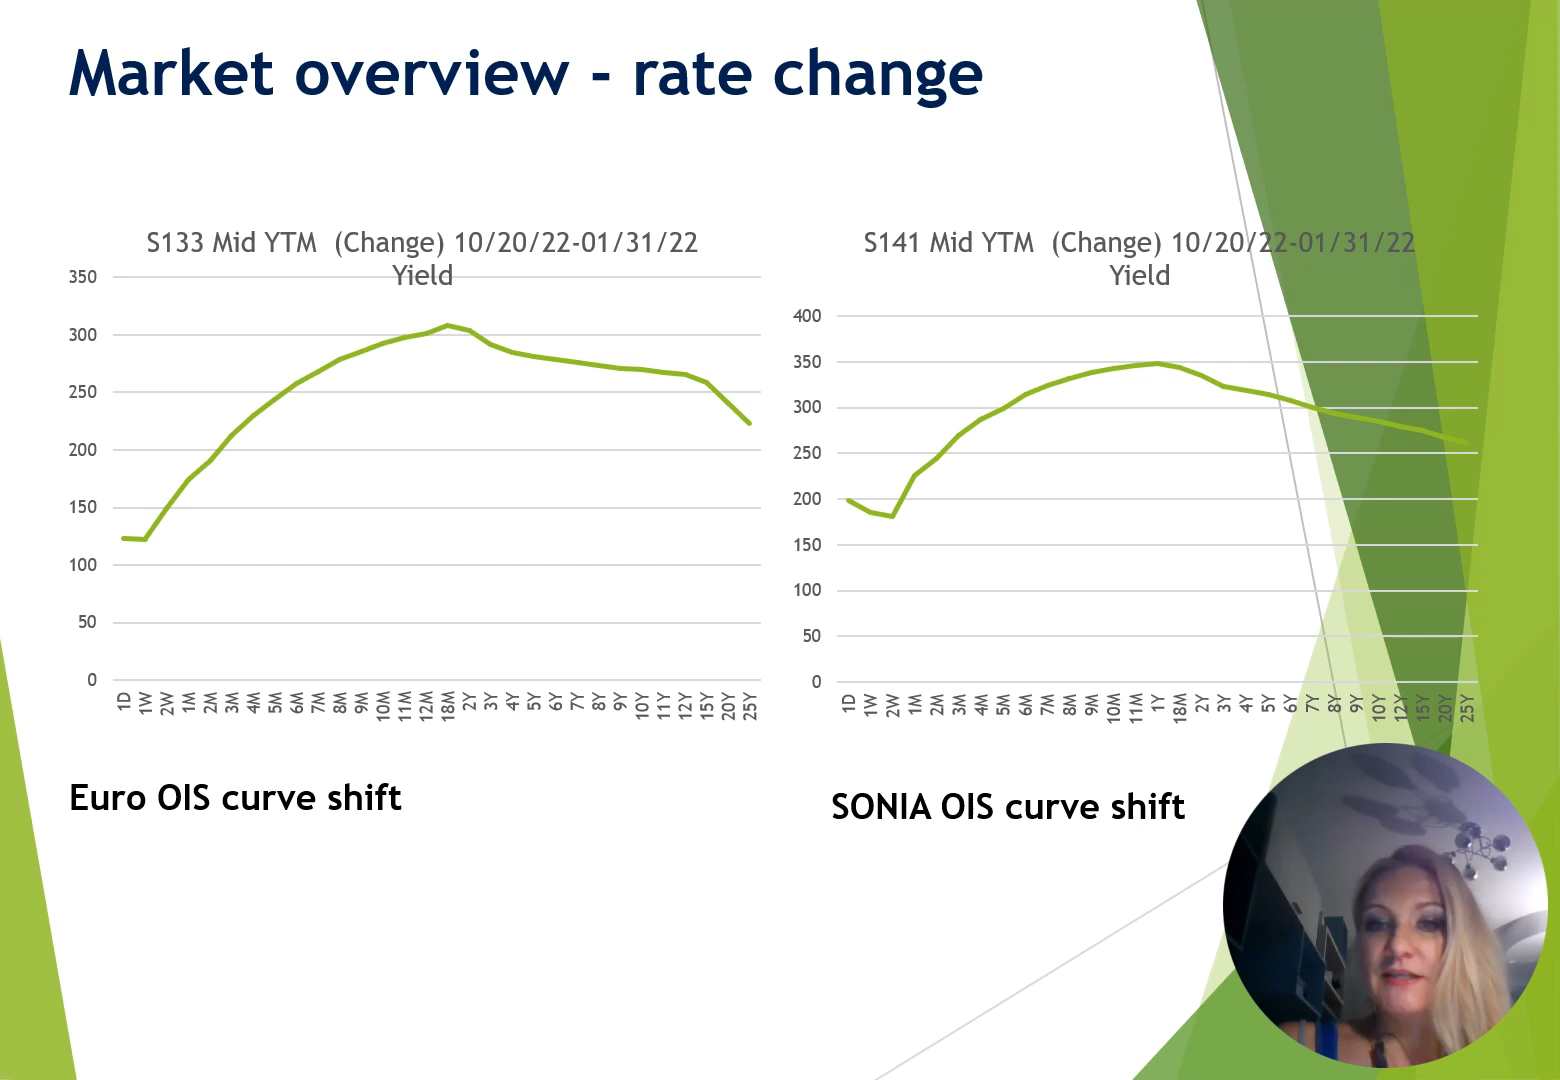 Market overview - rate change
S133 Mid YTM  (Change) 10/20/22-01/31/22
Yield
350
300
250
200
150
100
50
0
1D 1W 2W 1M 2M 3M 4M 5M 6M 7M 8M 9M 10M 11M 12M 18M 2Y 3Y 4Y 5Y 6Y 7Y 8Y 9Y 10Y 11Y 12Y 15Y 20Y 25Y
Euro OIS curve shift
S141 Mid YTM  (Change) 10/20/22-01/31/22
Yield
400
350
300
250
200
150
100
50
0
1D 1W 2W 1M 2M 3M 4M 5M 6M 7M 8M 9M 10M 11M 1Y 18M 2Y 3Y 4Y 5Y 6Y 7Y 8Y 9Y 10Y 12Y 15Y 20Y 25Y
SONIA OIS curve shift